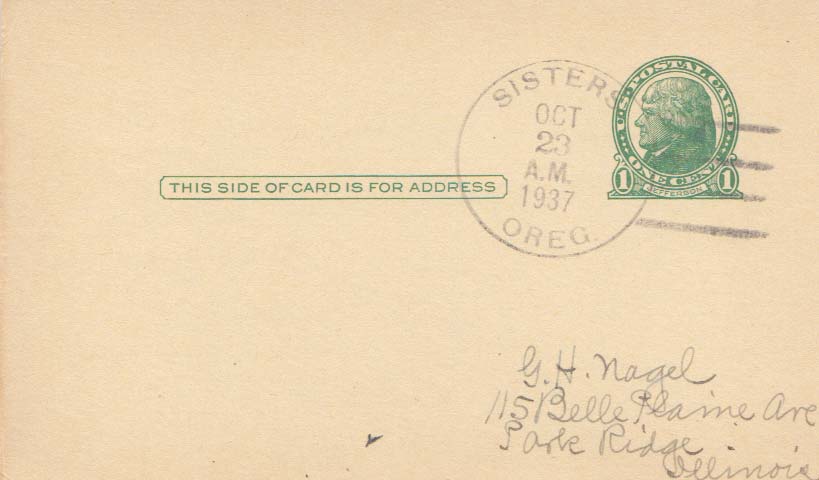 SISTERS
OCT
23
A.M.
1937
OREG.
U.S. POSTAL CARD
ONE CENT
1 JEFFERSON 1
THIS SIDE OF CARD IS FOR ADDRESS
G. H. Nagel
115 Belle Plaine Ave
Park Ridge
Illinois